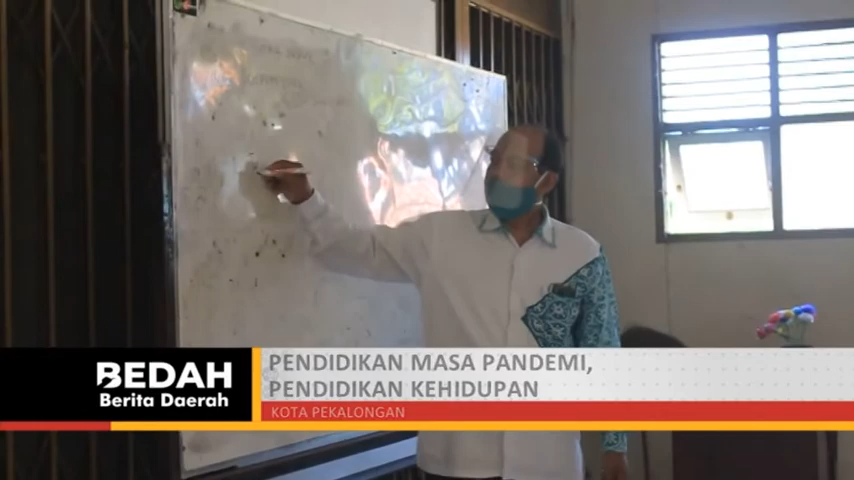 BEDAH
Berita Daerah
PENDIDIKAN MASA PANDEMI,
PENDIDIKAN KEHIDUPAN
KOTA PEKALONGAN